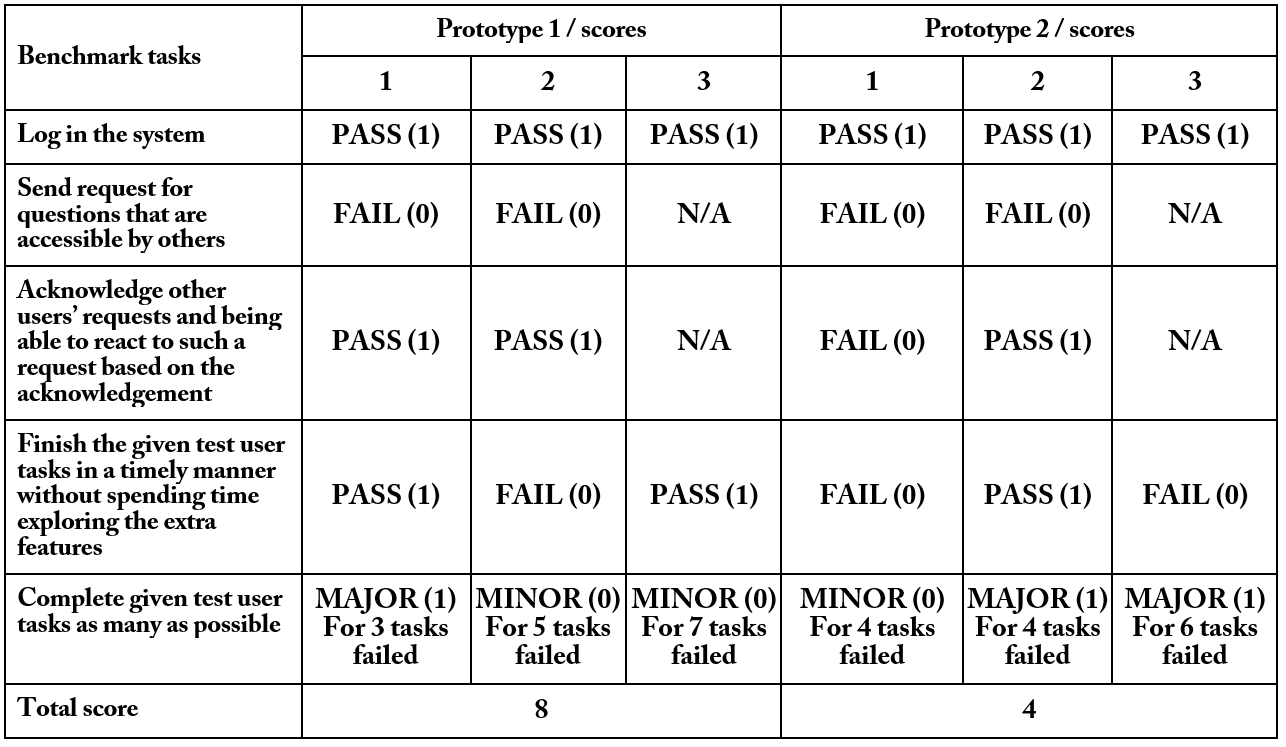 Benchmark tasks
Prototype 1 / scores
Prototype 2 / scores
1
2
3
1
2
3
Log in the system
PASS (1)
PASS (1)
PASS (1)
PASS (1)
PASS (1)
PASS (1)
Send request for
questions that are
accessible by others
FAIL (0)
FAIL (0)
N/A
FAIL (0)
FAIL (0)
N/A
Acknowledge other
users’ requests and being
able to react to such a
request based on the
acknowledgement
PASS (1)
PASS (1)
N/A
FAIL (0)
PASS (1)
N/A
Finish the given test user
tasks in a timely manner
without spending time
exploring the extra
features
PASS (1)
FAIL (0)
PASS (1)
FAIL (0)
PASS (1)
FAIL (0)
Complete given test user
tasks as many as possible
MAJOR (1)
For 3 tasks
failed
MINOR (0)
For 5 tasks
failed
MINOR (0)
For 7 tasks
failed
MINOR (0)
For 4 tasks
failed
MAJOR (1)
For 4 tasks
failed
MAJOR (1)
For 6 tasks
failed
Total score
8
4